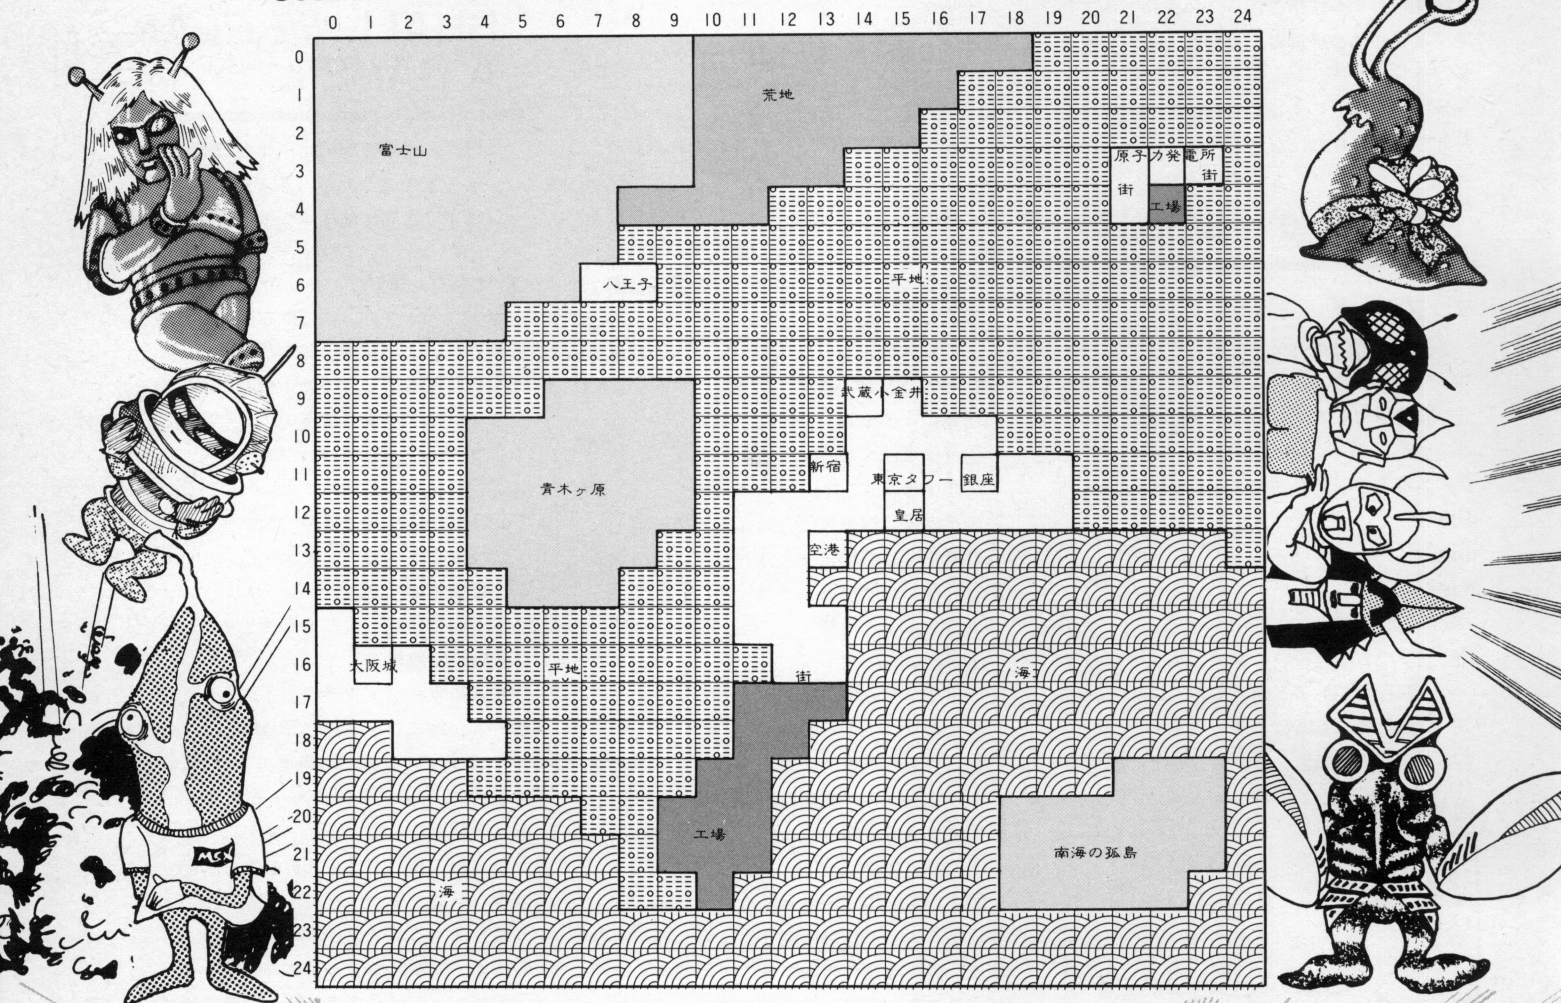 0 1 2 3 4 5 6 7 8 9 10 11 12 13 14 15 16 17 18 19 20 21 22 23 24
0
1
荒地
2
富士山
原子力発電所
3
街
街
4
工場
5
平地
6
八王子
7
8
9
武蔵小金井
10
11
新宿
東京タワー
銀座
青木ヶ原
12
皇居
13
空港
14
15
16
大阪城
平地
街
海
17
18
19
20
工場
21
南海の孤島
MSX
22
海
23
24